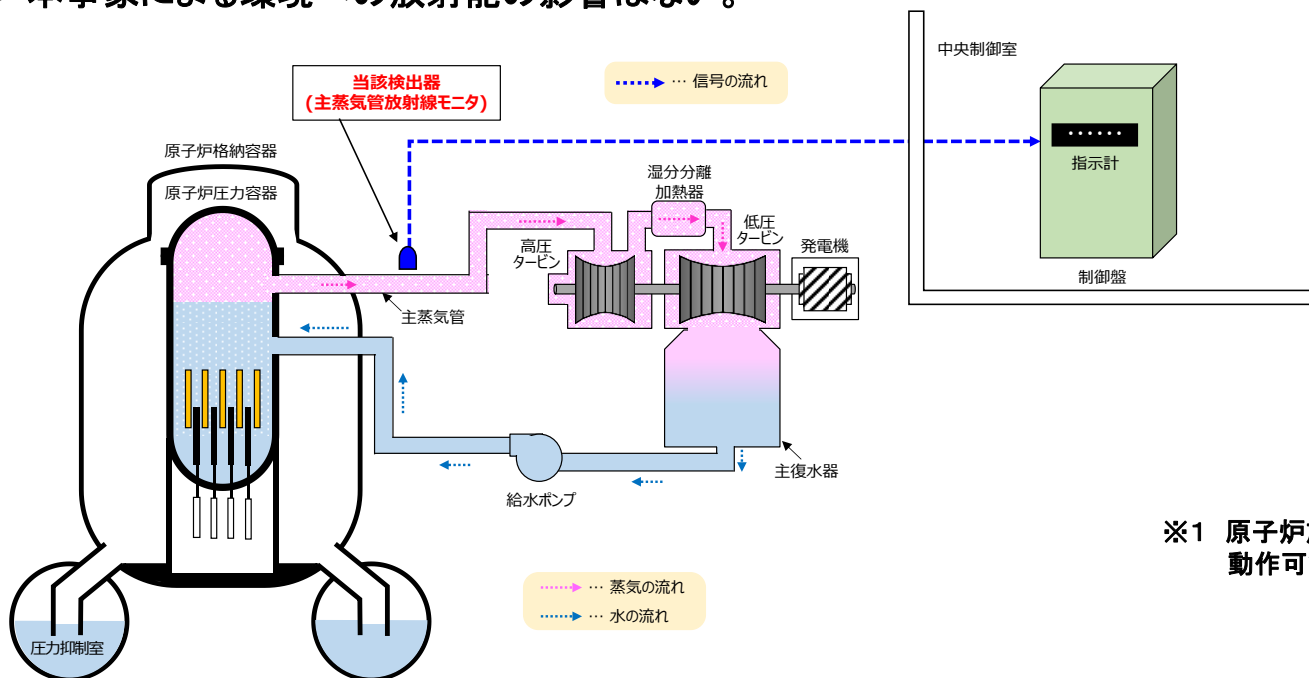 本事象による環境への放射能の影響はない。
中央制御室
当該検出器
(主蒸気管放射線モニタ)
… 信号の流れ
指示計
制御盤
原子炉格納容器
原子炉圧力容器
湿分分離
加熱器
低圧
タービン
高圧
タービン
発電機
主蒸気管
主復水器
給水ポンプ
※1 原子炉
動作可
… 蒸気の流れ
… 水の流れ
圧力抑制室